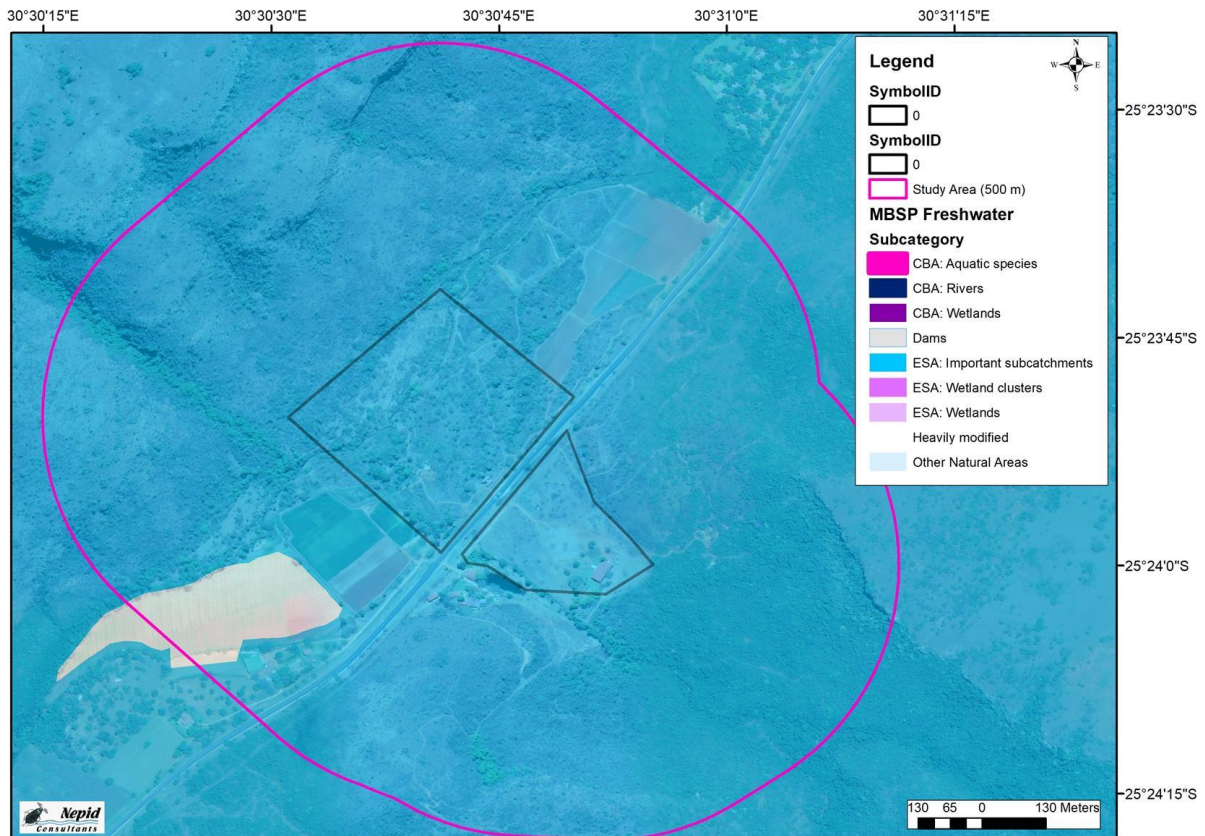 30°30'15"E 30°30'30"E 30°30'45"E 30°31'0"E 30°31'15"E
Legend
N
W E
S
SymbolID
0
SymbolID
0
Study Area (500 m)
MBSP Freshwater
Subcategory
CBA: Aquatic species
CBA: Rivers
CBA: Wetlands
Dams
ESA: Important subcatchments
ESA: Wetland clusters
ESA: Wetlands
Heavily modified
Other Natural Areas
25°23'30"S
25°23'45"S
25°24'0"S
25°24'15"S
130 65 0 130 Meters
Nepid
Consultants